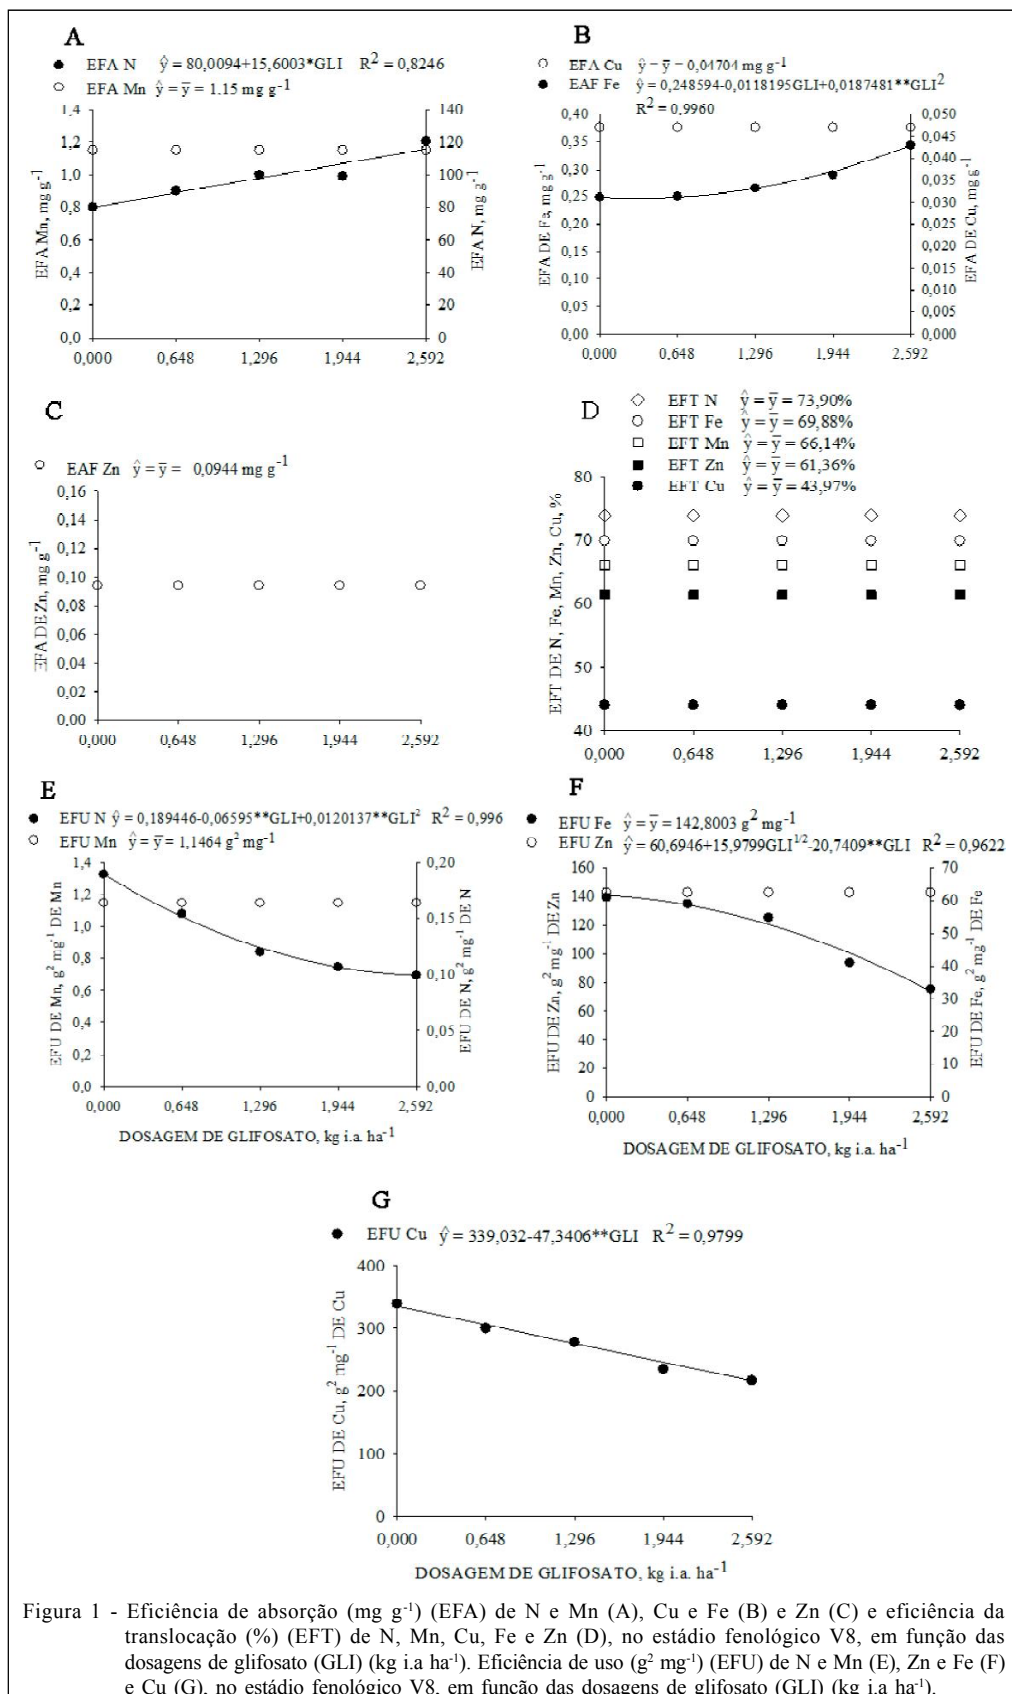 A
● EFA N ŷ = 80,0094+15,6003*GLI R² = 0,8246
○ EFA Mn ŷ = ȳ = 1,15 mg g⁻¹
1,4
1,2
1,0
0,8
0,6
0,4
0,2
0,0
EFA Mn, mg g⁻¹
140
120
100
80
60
40
20
0
EFA N, mg g⁻¹
0,000 0,648 1,296 1,944 2,592
B
○ EFA Cu ŷ = ȳ = 0,04704 mg g⁻¹
● EAF Fe ŷ = 0,248594-0,0118195GLI+0,0187481**GLI²
R² = 0,9960
0,40
0,35
0,30
0,25
0,20
0,15
0,10
0,05
0,00
EFA DE Fa, mg g⁻¹
0,050
0,045
0,040
0,035
0,030
0,025
0,020
0,015
0,010
0,005
0,000
EFA DE Cu, mg g⁻¹
0,000 0,648 1,296 1,944 2,592
C
○ EAF Zn ŷ = ȳ = 0,0944 mg g⁻¹
0,16
0,14
0,12
0,10
0,08
0,06
0,04
0,02
0,00
EFA DE Zn, mg g⁻¹
0,000 0,648 1,296 1,944 2,592
D
◇ EFT N ŷ = ȳ = 73,90%
○ EFT Fe ŷ = ȳ = 69,88%
□ EFT Mn ŷ = ȳ = 66,14%
■ EFT Zn ŷ = ȳ = 61,36%
● EFT Cu ŷ = ȳ = 43,97%
80
70
60
50
40
EFT DE N, Fe, Mn, Zn, Cu, %
0,000 0,648 1,296 1,944 2,592
E
● EFU N ŷ = 0,189446-0,06595**GLI+0,0120137**GLI² R² = 0,996
○ EFU Mn ŷ = ȳ = 1,1464 g² mg⁻¹
1,4
1,2
1,0
0,8
0,6
0,4
0,2
0,0
EFU DE Mn, g² mg⁻¹ DE Mn
0,20
0,15
0,10
0,05
0,00
EFU DE N, g² mg⁻¹ DE N
0,000 0,648 1,296 1,944 2,592
DOSAGEM DE GLIFOSATO, kg i.a. ha⁻¹
F
● EFU Fe ŷ = ȳ = 142,8003 g² mg⁻¹
○ EFU Zn ŷ = 60,6946+15,9799GLI¹/²-20,7409**GLI R² = 0,9622
160
140
120
100
80
60
40
20
0
EFU DE Zn, g² mg⁻¹ DE Zn
70
60
50
40
30
20
10
0
EFU DE Fe, g² mg⁻¹ DE Fe
0,000 0,648 1,296 1,944 2,592
DOSAGEM DE GLIFOSATO, kg i.a. ha⁻¹
G
● EFU Cu ŷ = 339,032-47,3406**GLI R² = 0,9799
400
300
200
100
0
EFU DE Cu, g² mg⁻¹ DE Cu
0,000 0,648 1,296 1,944 2,592
DOSAGEM DE GLIFOSATO, kg i.a. ha⁻¹
Figura 1 - Eficiência de absorção (mg g⁻¹) (EFA) de N e Mn (A), Cu e Fe (B) e Zn (C) e eficiência da
translocação (%) (EFT) de N, Mn, Cu, Fe e Zn (D), no estádio fenológico V8, em função das
dosagens de glifosato (GLI) (kg i.a ha⁻¹). Eficiência de uso (g² mg⁻¹) (EFU) de N e Mn (E), Zn e Fe (F)
e Cu (G), no estádio fenológico V8, em função das dosagens de glifosato (GLI) (kg i.a ha⁻¹).